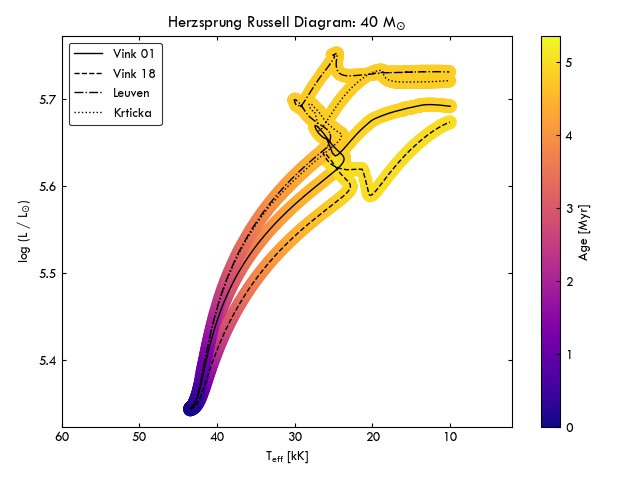 Herzsprung Russell Diagram: 40 M⊙
Vink 01
Vink 18
Leuven
Krticka
log (L / L⊙)
5.7
5.6
5.5
5.4
60
50
40
30
20
10
T_eff [kK]
5
4
3
2
1
0
Age [Myr]